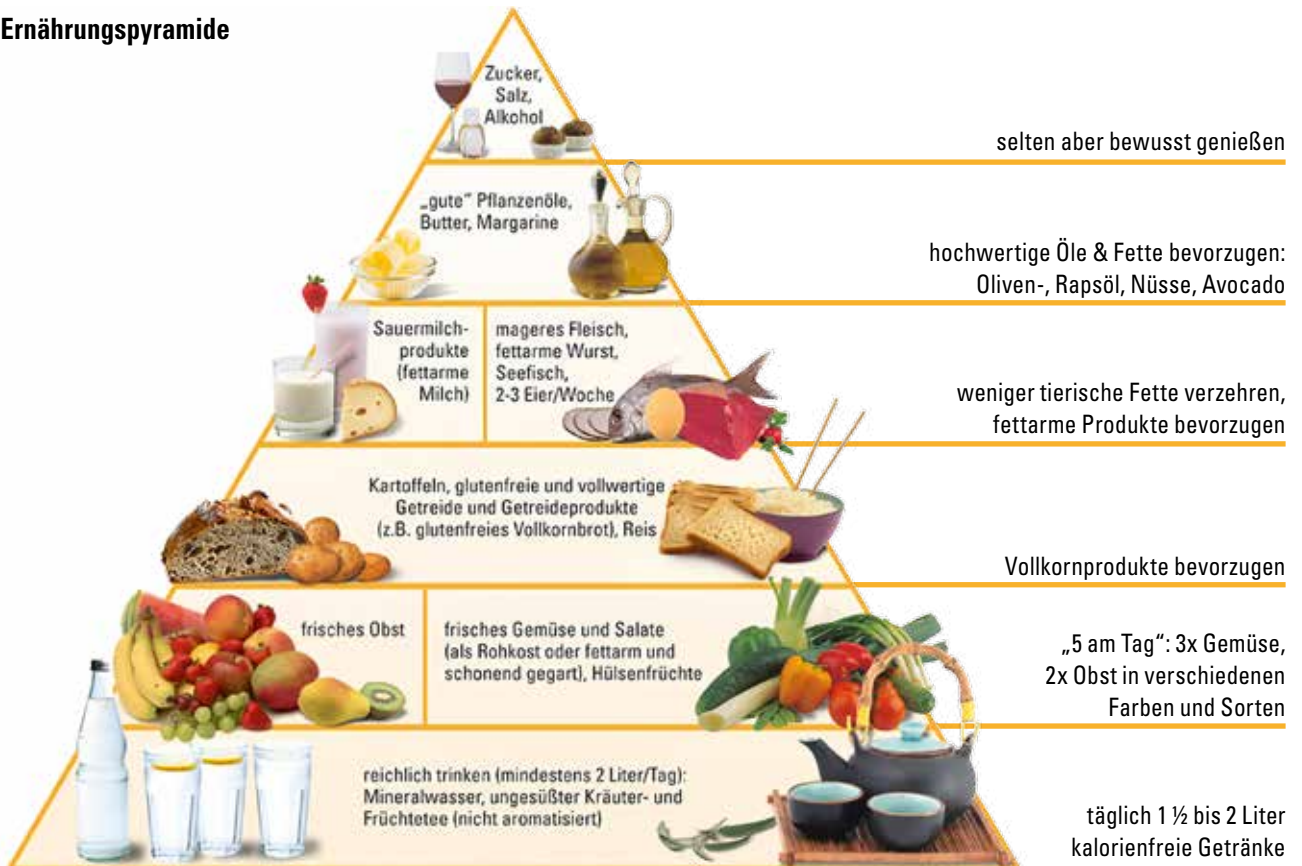 Ernährungspyramide
Zucker,
Salz,
Alkohol
selten aber bewusst genießen
„gute“ Pflanzenöle,
Butter, Margarine
hochwertige Öle & Fette bevorzugen:
Oliven-, Rapsöl, Nüsse, Avocado
Sauermilch-
produkte
(fettarme
Milch)
mageres Fleisch,
fettarme Wurst,
Seefisch,
2-3 Eier/Woche
weniger tierische Fette verzehren,
fettarme Produkte bevorzugen
Kartoffeln, glutenfreie und vollwertige
Getreide und Getreideprodukte
(z.B. glutenfreies Vollkornbrot), Reis
Vollkornprodukte bevorzugen
frisches Obst
frisches Gemüse und Salate
(als Rohkost oder fettarm und
schonend gegart), Hülsenfrüchte
„5 am Tag“: 3x Gemüse,
2x Obst in verschiedenen
Farben und Sorten
reichlich trinken (mindestens 2 Liter/Tag):
Mineralwasser, ungesüßter Kräuter- und
Früchtetee (nicht aromatisiert)
täglich 1 ½ bis 2 Liter
kalorienfreie Getränke